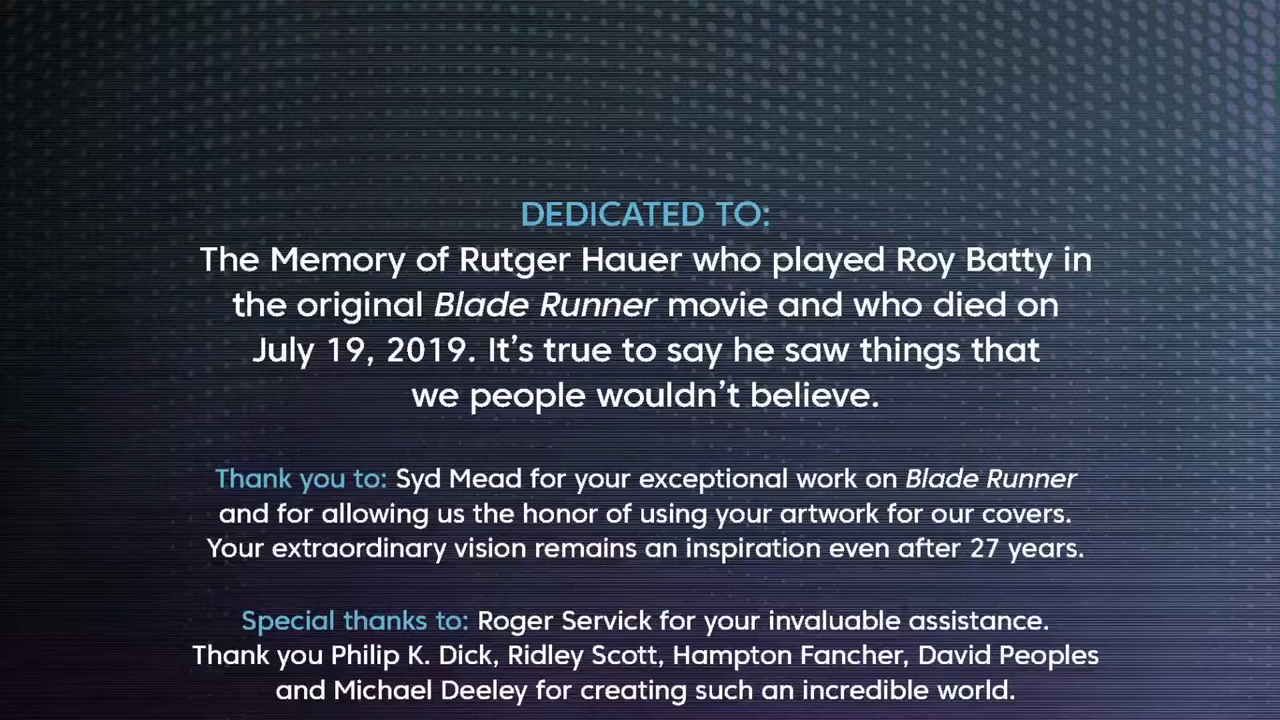 DEDICATED TO:
The Memory of Rutger Hauer who played Roy Batty in
the original Blade Runner movie and who died on
July 19, 2019. It’s true to say he saw things that
we people wouldn’t believe.
Thank you to: Syd Mead for your exceptional work on Blade Runner
and for allowing us the honor of using your artwork for our covers.
Your extraordinary vision remains an inspiration even after 27 years.
Special thanks to: Roger Servick for your invaluable assistance.
Thank you Philip K. Dick, Ridley Scott, Hampton Fancher, David Peoples
and Michael Deeley for creating such an incredible world.